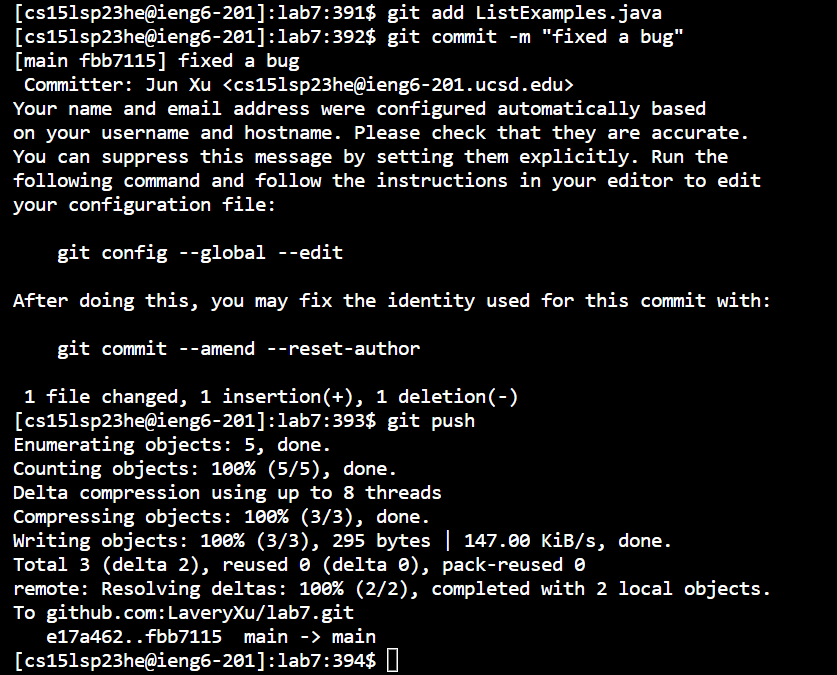 [cs15lsp23he@ieng6-201]:lab7:391$ git add ListExamples.java
[cs15lsp23he@ieng6-201]:lab7:392$ git commit -m "fixed a bug"
[main fbb7115] fixed a bug
 Committer: Jun Xu <cs15lsp23he@ieng6-201.ucsd.edu>
Your name and email address were configured automatically based
on your username and hostname. Please check that they are accurate.
You can suppress this message by setting them explicitly. Run the
following command and follow the instructions in your editor to edit
your configuration file:

    git config --global --edit

After doing this, you may fix the identity used for this commit with:

    git commit --amend --reset-author

 1 file changed, 1 insertion(+), 1 deletion(-)
[cs15lsp23he@ieng6-201]:lab7:393$ git push
Enumerating objects: 5, done.
Counting objects: 100% (5/5), done.
Delta compression using up to 8 threads
Compressing objects: 100% (3/3), done.
Writing objects: 100% (3/3), 295 bytes | 147.00 KiB/s, done.
Total 3 (delta 2), reused 0 (delta 0), pack-reused 0
remote: Resolving deltas: 100% (2/2), completed with 2 local objects.
To github.com:LaveryXu/lab7.git
   e17a462..fbb7115  main -> main
[cs15lsp23he@ieng6-201]:lab7:394$